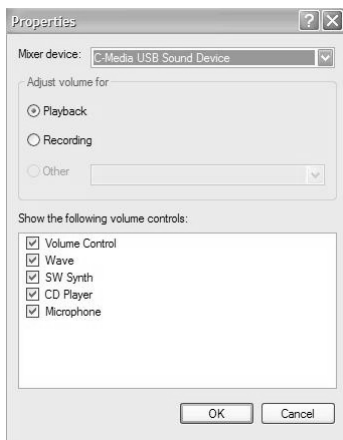 Properties
Mixer device: C-Media USB Sound Device
Adjust volume for
Playback
Recording
Other
Show the following volume controls:
Volume Control
Wave
SW Synth
CD Player
Microphone
OK Cancel